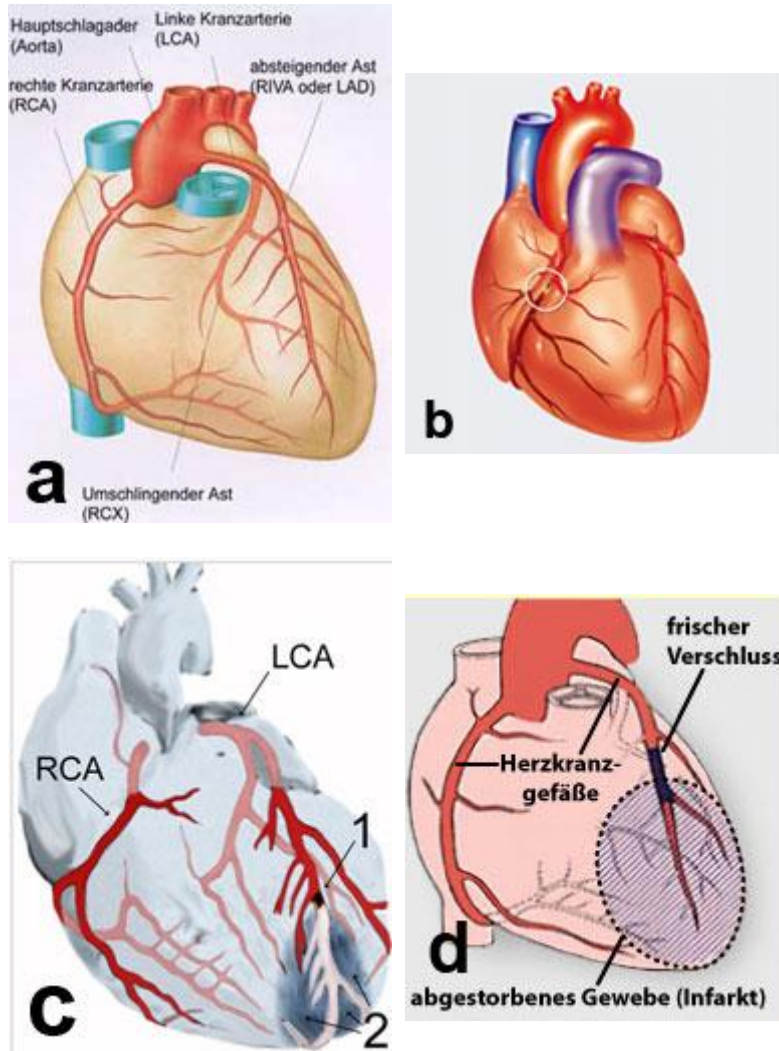 Hauptschlagader
(Aorta)
Linke Kranzarterie
(LCA)
absteigender Ast
(RIVA oder LAD)
rechte Kranzarterie
(RCA)
Umschlingender Ast
(RCX)
a
b
LCA
RCA
1
2
c
frischer
Verschluss
Herzkranz-
gefäße
d
abgestorbenes Gewebe (Infarkt)